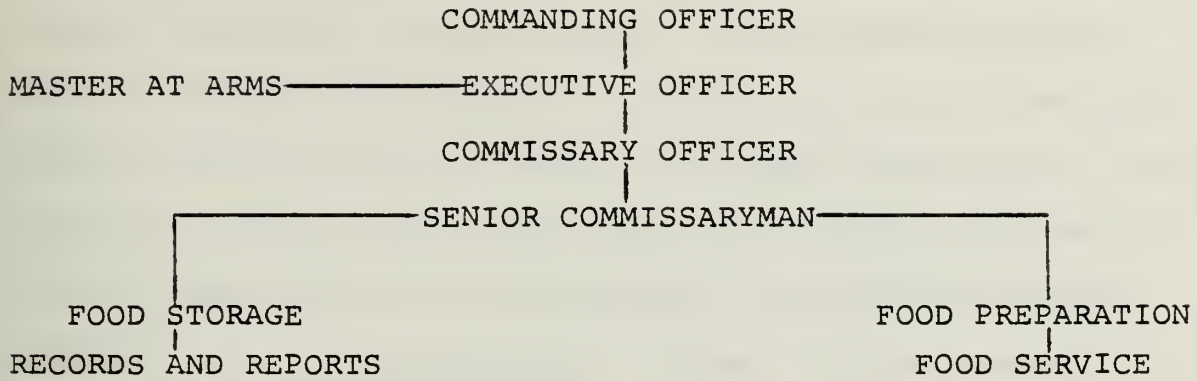 COMMANDING OFFICER
MASTER AT ARMS EXECUTIVE OFFICER
COMMISSARY OFFICER
SENIOR COMMISSARYMAN
FOOD STORAGE FOOD PREPARATION
RECORDS AND REPORTS FOOD SERVICE